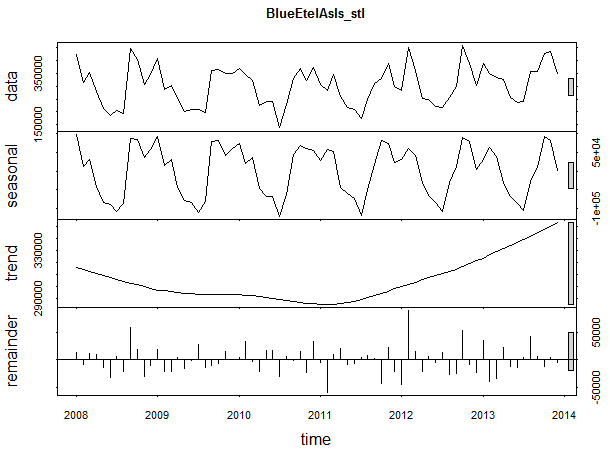 BlueEtelAsIs_stl
data
150000 350000
seasonal
-1e+05 5e+04
trend
290000 330000
remainder
-50000 50000
2008 2009 2010 2011 2012 2013 2014
time